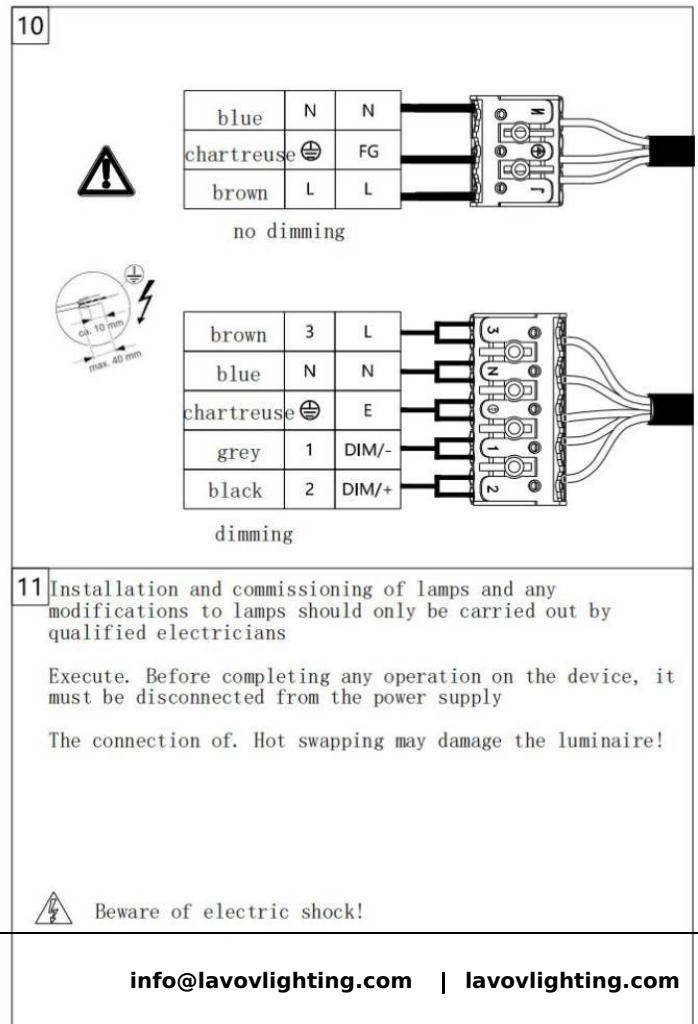 10
blue N N
chartreuse FG
brown L L
no dimming
ca. 10 mm
max. 40 mm
brown 3 L
blue N N
chartreuse E
grey 1 DIM/-
black 2 DIM/+
N
L
3
N
1
2
dimming
11 Installation and commissioning of lamps and any
modifications to lamps should only be carried out by
qualified electricians
Execute. Before completing any operation on the device, it
must be disconnected from the power supply
The connection of. Hot swapping may damage the luminaire!
Beware of electric shock!
info@lavovlighting.com | lavovlighting.com